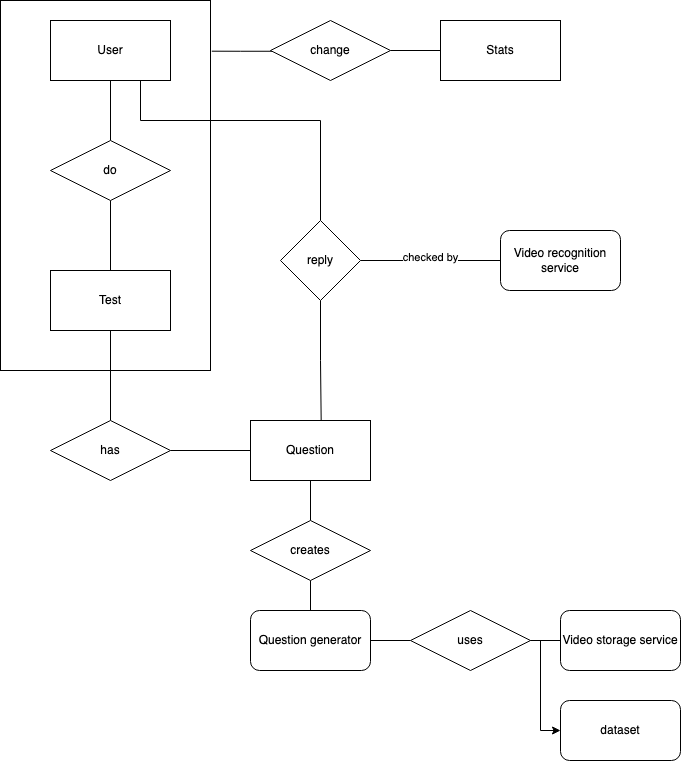 User
change
Stats
do
reply
checked by
Video recognition
service
Test
has
Question
creates
Question generator
uses
Video storage service
dataset